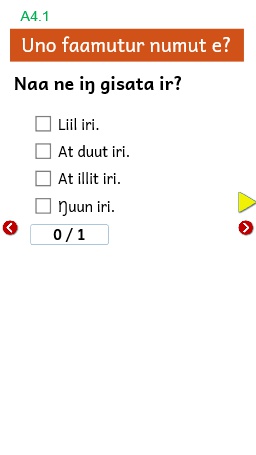 A4.1
Uno faamutur numut e?
Naa ne iŋ gisata ir?
Liil iri.
At duut iri.
At illit iri.
Ŋuun iri.
0 / 1